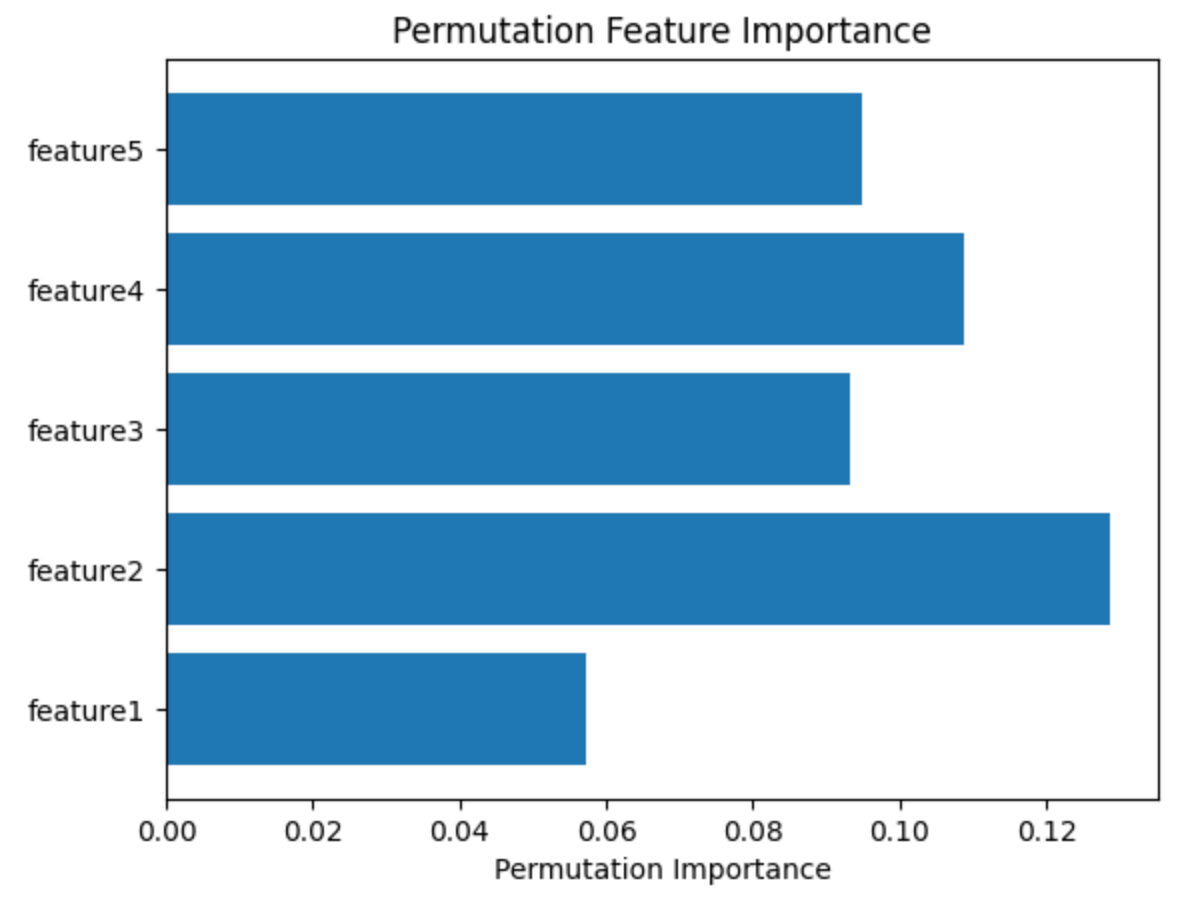 Permutation Feature Importance
feature5
feature4
feature3
feature2
feature1
0.00 0.02 0.04 0.06 0.08 0.10 0.12
Permutation Importance